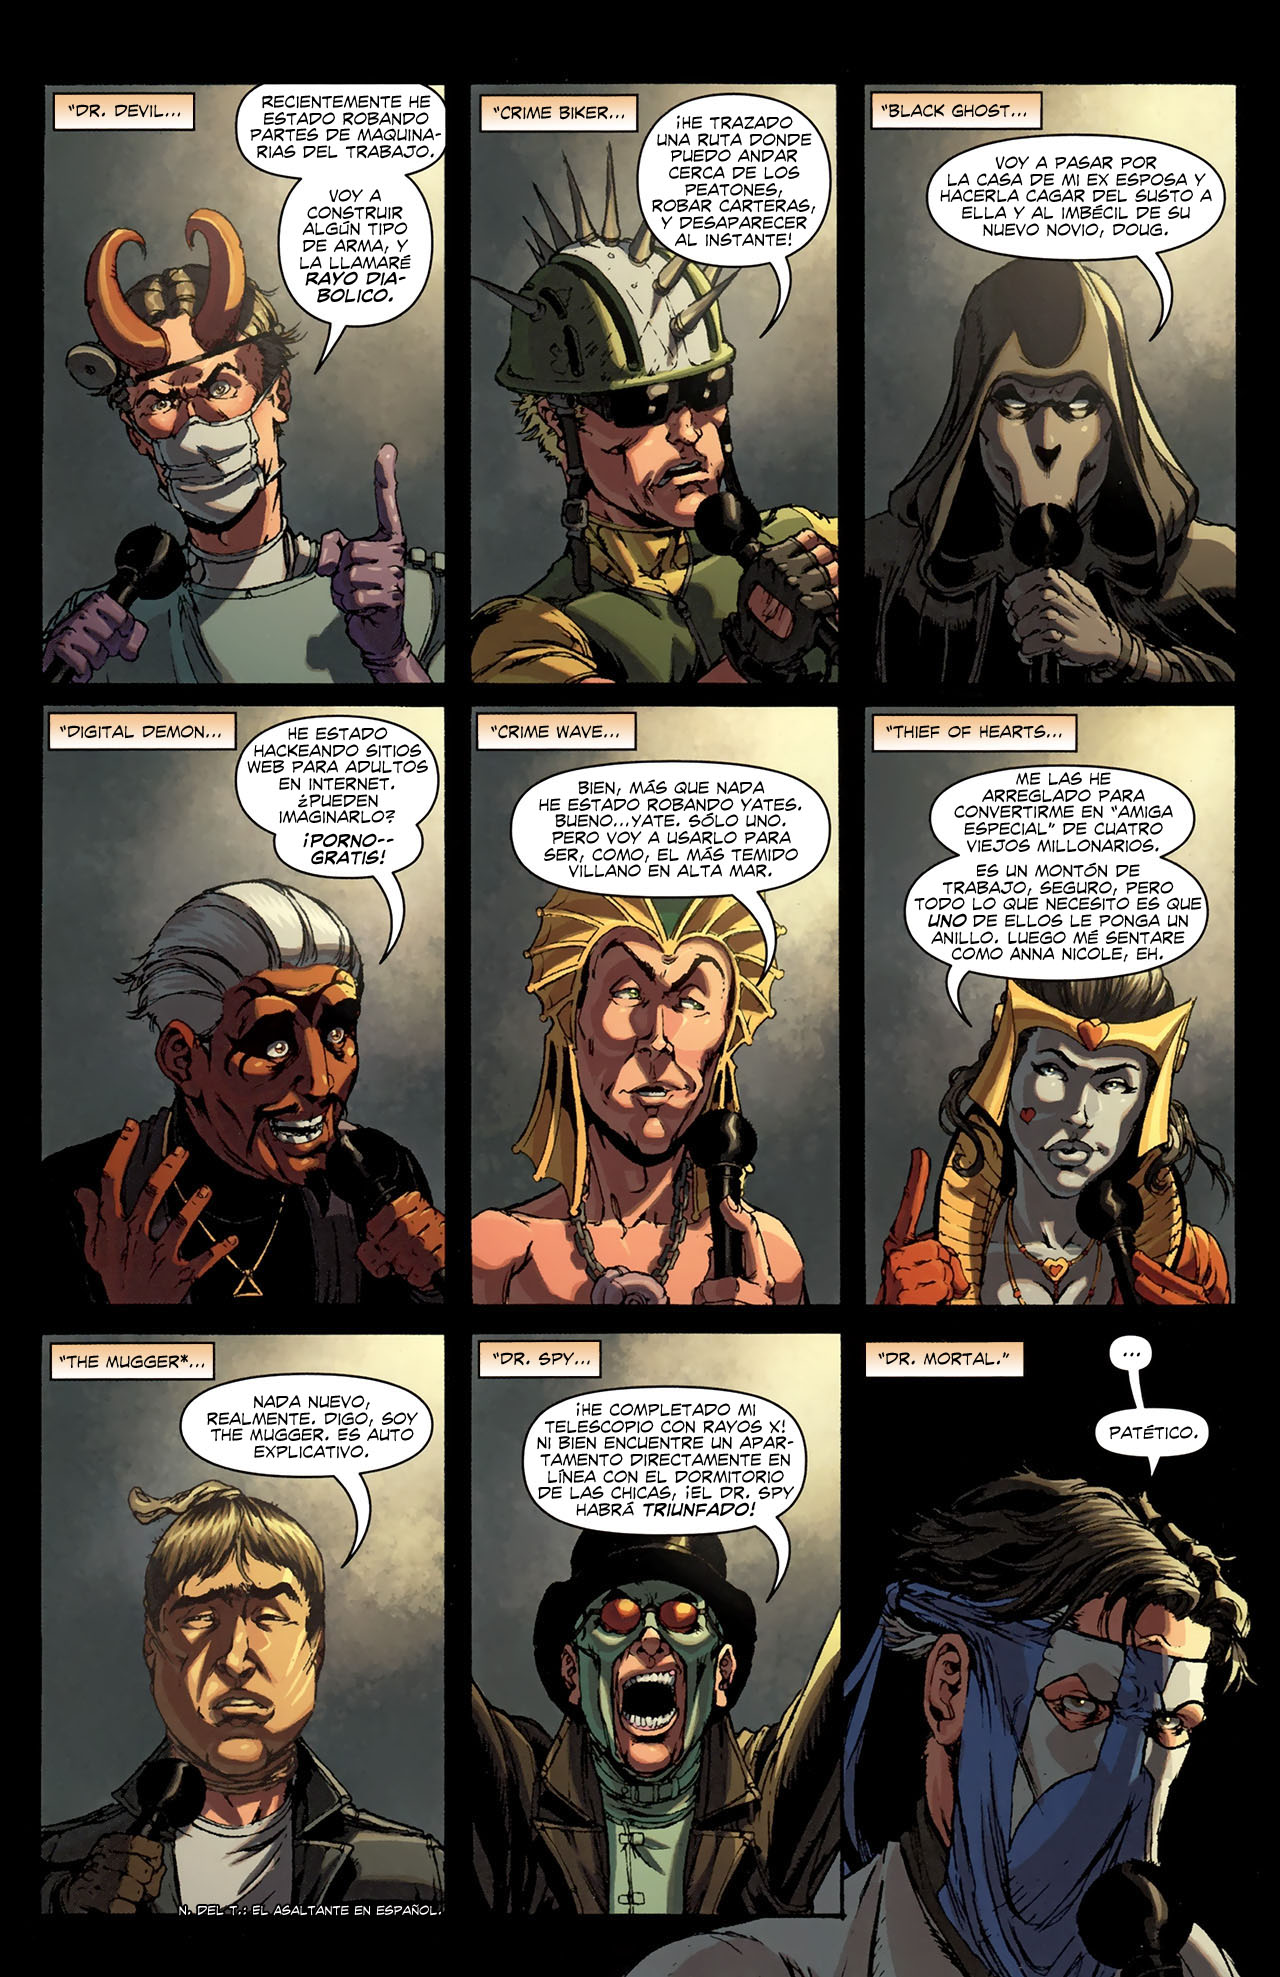 "DR. DEVIL...
RECIENTEMENTE HE
ESTADO ROBANDO
PARTES DE MAQUINA-
RIAS DEL TRABAJO.
VOY A
CONSTRUIR
ALGÚN TIPO
DE ARMA, Y
LA LLAMARÉ
RAYO DIA-
BOLICO.
"CRIME BIKER...
¡HE TRAZADO
UNA RUTA DONDE
PUEDO ANDAR
CERCA DE LOS
PEATONES,
ROBAR CARTERAS,
Y DESAPARECER
AL INSTANTE!
"BLACK GHOST...
VOY A PASAR POR
LA CASA DE MI EX ESPOSA Y
HACERLA CAGAR DEL SUSTO A
ELLA Y AL IMBÉCIL DE SU
NUEVO NOVIO, DOUG.
"DIGITAL DEMON...
HE ESTADO
HACKEANDO SITIOS
WEB PARA ADULTOS
EN INTERNET.
¿PUEDEN
IMAGINARLO?
¡PORNO--
GRATIS!
"CRIME WAVE...
BIEN, MÁS QUE NADA
HE ESTADO ROBANDO YATES.
BUENO...YATE. SÓLO UNO.
PERO VOY A USARLO PARA
SER, COMO, EL MÁS TEMIDO
VILLANO EN ALTA MAR.
"THIEF OF HEARTS...
ME LAS HE
ARREGLADO PARA
CONVERTIRME EN "AMIGA
ESPECIAL" DE CUATRO
VIEJOS MILLONARIOS.
ES UN MONTÓN DE
TRABAJO, SEGURO, PERO
TODO LO QUE NECESITO ES QUE
UNO DE ELLOS LE PONGA UN
ANILLO. LUEGO MÉ SENTARE
COMO ANNA NICOLE, EH.
"THE MUGGER*...
NADA NUEVO,
REALMENTE. DIGO, SOY
THE MUGGER. ES AUTO
EXPLICATIVO.
N. DEL T.: EL ASALTANTE EN ESPAÑOL.
"DR. SPY...
¡HE COMPLETADO MI
TELESCOPIO CON RAYOS X!
NI BIEN ENCUENTRE UN APAR-
TAMENTO DIRECTAMENTE EN
LÍNEA CON EL DORMITORIO
DE LAS CHICAS, ¡EL DR. SPY
HABRÁ TRIUNFADO!
"DR. MORTAL."
...
PATÉTICO.